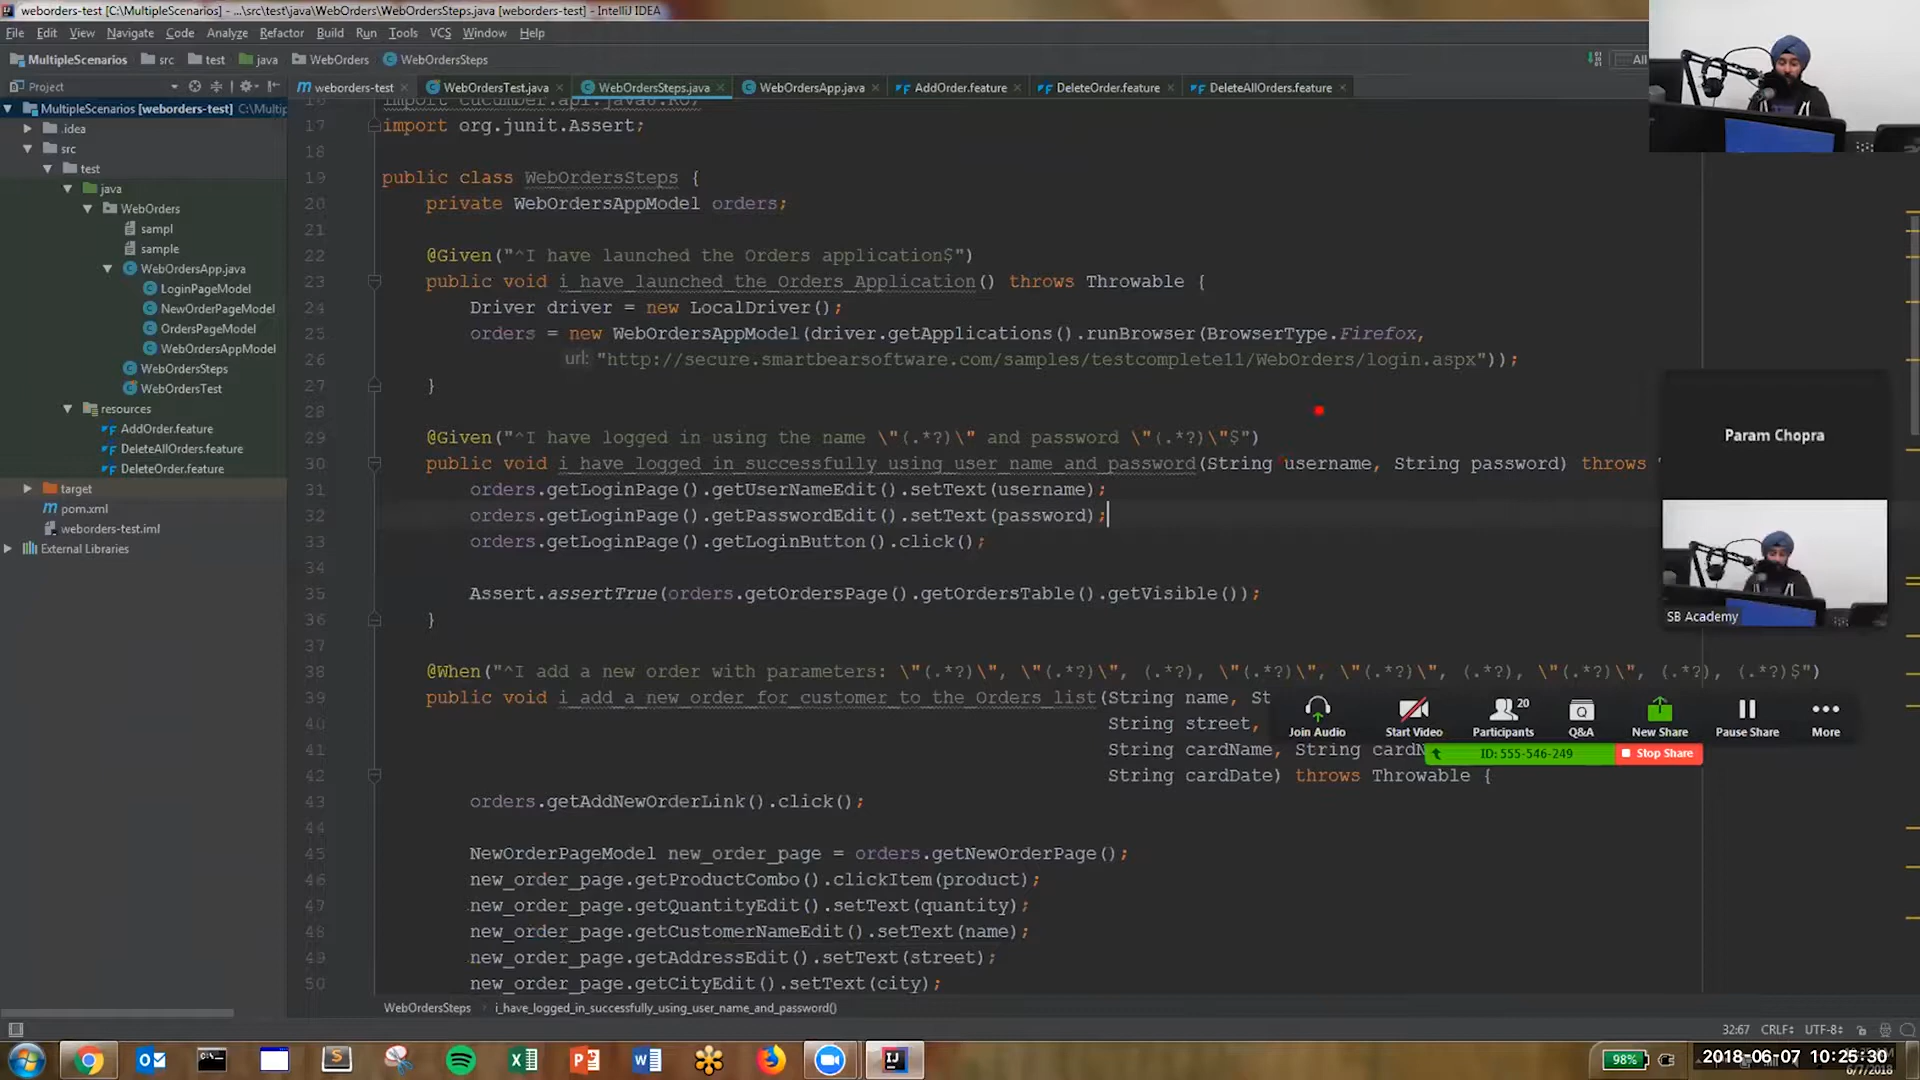 weborders-test [C:\MultipleScenarios] - ...\src\test\java\WebOrders\WebOrdersSteps.java [weborders-test] - IntelliJ IDEA
File Edit View Navigate Code Analyze Refactor Build Run Tools VCS Window Help
MultipleScenarios src test java WebOrders WebOrdersSteps
All
Project
weborders-test WebOrdersTest.java WebOrdersSteps.java WebOrdersApp.java AddOrder.feature DeleteOrder.feature DeleteAllOrders.feature
MultipleScenarios [weborders-test] C:\Multip
.idea
src
test
java
WebOrders
sampl
sample
WebOrdersApp.java
LoginPageModel
NewOrderPageModel
OrdersPageModel
WebOrdersAppModel
WebOrdersSteps
WebOrdersTest
resources
AddOrder.feature
DeleteAllOrders.feature
DeleteOrder.feature
target
pom.xml
weborders-test.iml
External Libraries
17 import org.junit.Assert;
18
19 public class WebOrdersSteps {
20 private WebOrdersAppModel orders;
21
22 @Given("^I have launched the Orders application$")
23 public void i_have_launched_the_Orders_Application() throws Throwable {
24 Driver driver = new LocalDriver();
25 orders = new WebOrdersAppModel(driver.getApplications().runBrowser(BrowserType.Firefox,
26 url: "http://secure.smartbearsoftware.com/samples/testcomplete11/WebOrders/login.aspx"));
27 }
28
29 @Given("^I have logged in using the name \"(.*?)\" and password \"(.*?)\"$")
30 public void i_have_logged_in_successfully_using_user_name_and_password(String username, String password) throws
31 orders.getLoginPage().getUserNameEdit().setText(username);
32 orders.getLoginPage().getPasswordEdit().setText(password);
33 orders.getLoginPage().getLoginButton().click();
34
35 Assert.assertTrue(orders.getOrdersPage().getOrdersTable().getVisible());
36 }
37
38 @When("^I add a new order with parameters: \"(.*?)\", \"(.*?)\", (.*?), \"(.*?)\", \"(.*?)\", (.*?), \"(.*?)\", (.*?), (.*?)$")
39 public void i_add_a_new_order_for_customer_to_the_Orders_list(String name, St
40 String street,
41 String cardName, String cardN
42 String cardDate) throws Throwable {
43 orders.getAddNewOrderLink().click();
44
45 NewOrderPageModel new_order_page = orders.getNewOrderPage();
46 new_order_page.getProductCombo().clickItem(product);
47 new_order_page.getQuantityEdit().setText(quantity);
48 new_order_page.getCustomerNameEdit().setText(name);
49 new_order_page.getAddressEdit().setText(street);
50 new_order_page.getCityEdit().setText(city);
WebOrdersSteps i_have_logged_in_successfully_using_user_name_and_password()
Param Chopra
SB Academy
Join Audio Start Video 20 Participants Q&A New Share Pause Share More
ID: 555-546-249 Stop Share
32:67 CRLF÷ UTF-8÷
98% 2018-06-07 10:25:30
6/7/2018